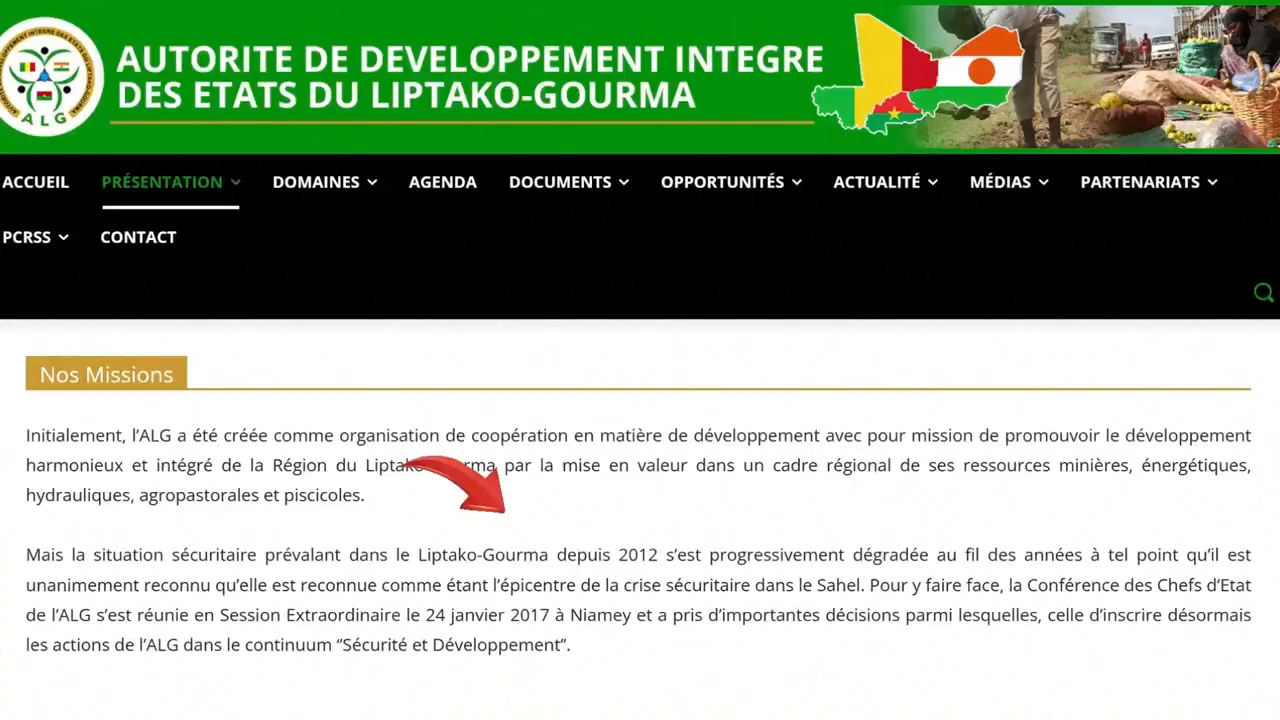 AUTORITE DE DEVELOPPEMENT INTEGRE
DES ETATS DU LIPTAKO-GOURMA
ALG
ACCUEIL PRÉSENTATION DOMAINES AGENDA DOCUMENTS OPPORTUNITÉS ACTUALITÉ MÉDIAS PARTENARIATS
PCRSS CONTACT
Nos Missions
Initialement, l’ALG a été créée comme organisation de coopération en matière de développement avec pour mission de promouvoir le développement
harmonieux et intégré de la Région du par la mise en valeur dans un cadre régional de ses ressources minières, énergétiques,
hydrauliques, agropastorales et piscicoles.
Mais la situation sécuritaire prévalant dans le Liptako-Gourma depuis 2012 s’est progressivement dégradée au fil des années à tel point qu’il est
unanimement reconnu qu’elle est reconnue comme étant l’épicentre de la crise sécuritaire dans le Sahel. Pour y faire face, la Conférence des Chefs d’Etat
de l’ALG s’est réunie en Session Extraordinaire le 24 janvier 2017 à Niamey et a pris d’importantes décisions parmi lesquelles, celle d’inscrire désormais
les actions de l’ALG dans le continuum “Sécurité et Développement”.